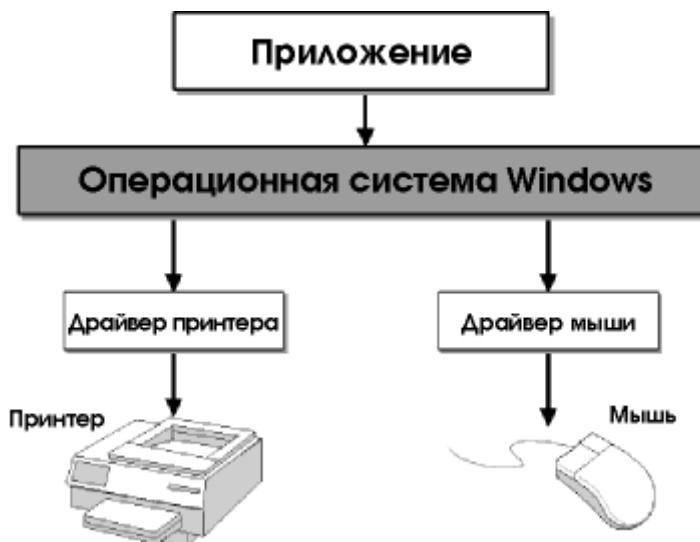 Приложение
Операционная система Windows
Драйвер принтера
Драйвер мыши
Принтер
Мышь